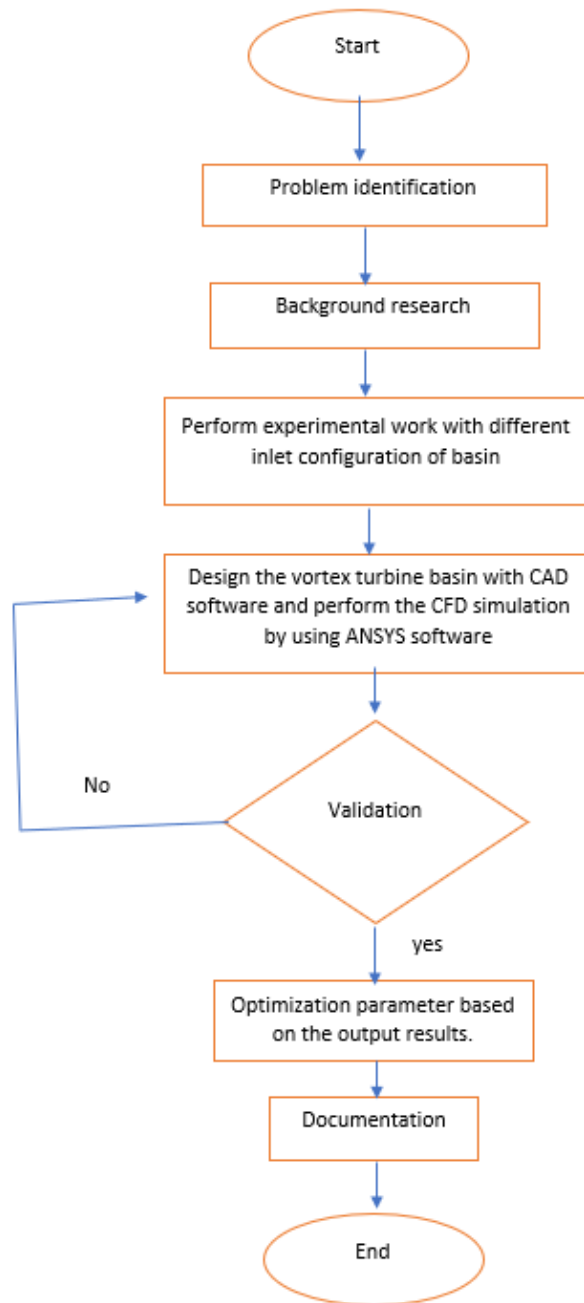 Start
Problem identification
Background research
Perform experimental work with different
inlet configuration of basin
Design the vortex turbine basin with CAD
software and perform the CFD simulation
by using ANSYS software
No
Validation
yes
Optimization parameter based
on the output results.
Documentation
End